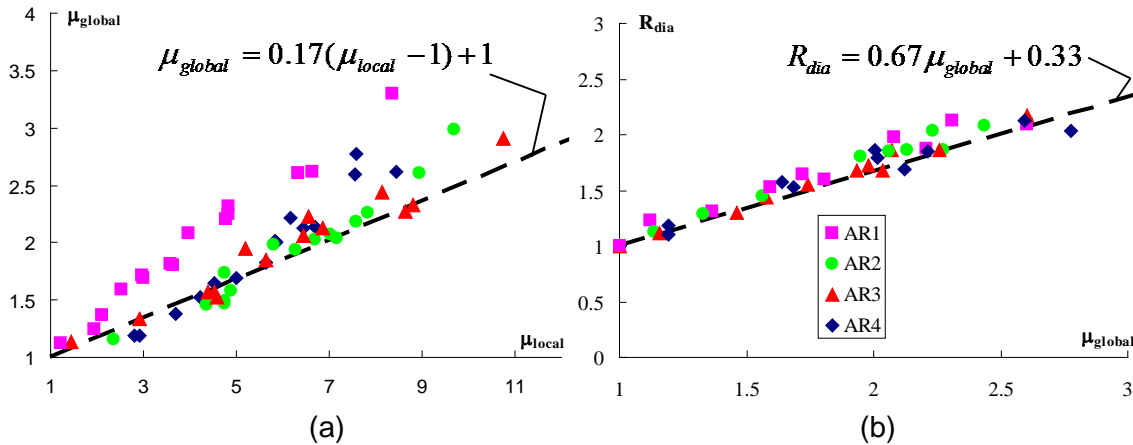 μglobal
4
3.5
3
2.5
2
1.5
1
1 3 5 7 9 11
μlocal
μglobal = 0.17(μlocal −1)+1
(a)
Rdia
3
2.5
2
1.5
1
0.5
0
1 1.5 2 2.5 3
μglobal
Rdia = 0.67μglobal + 0.33
AR1
AR2
AR3
AR4
(b)